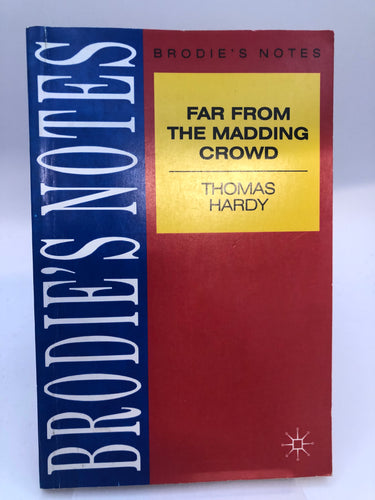 BRODIE'S NOTES
BRODIE'S NOTES
FAR FROM
THE MADDING
CROWD
THOMAS
HARDY